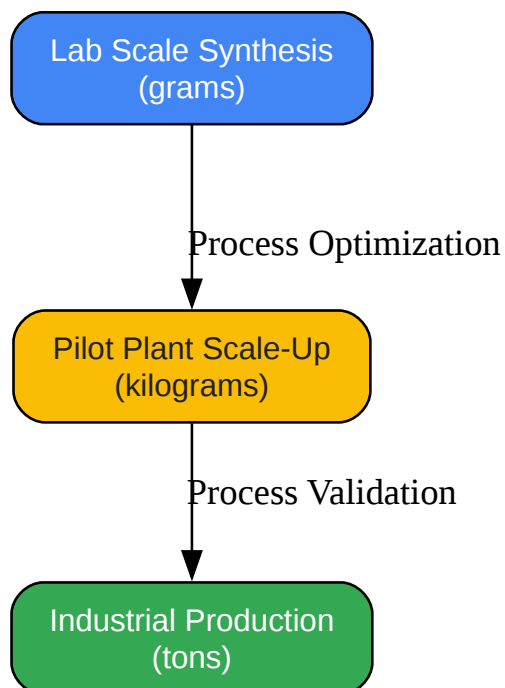 Lab Scale Synthesis
(grams)
Process Optimization
Pilot Plant Scale-Up
(kilograms)
Process Validation
Industrial Production
(tons)